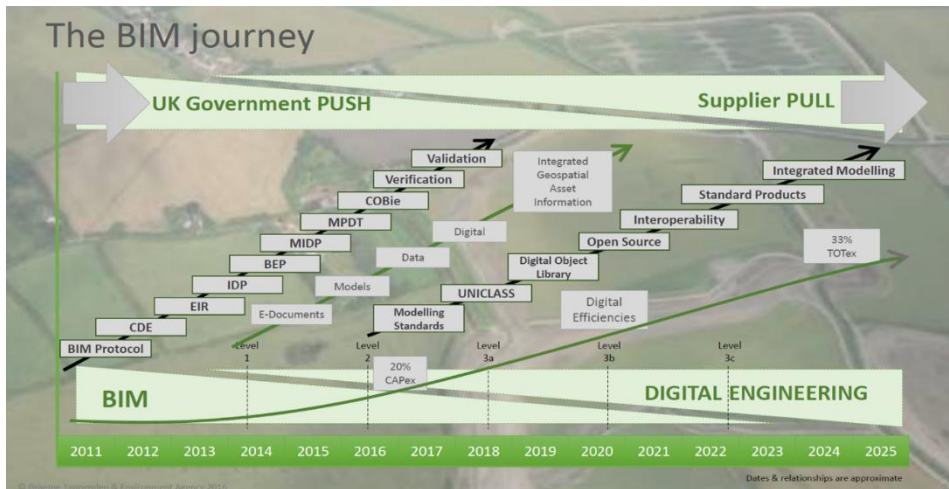 The BIM journey
UK Government PUSH
Supplier PULL
Validation
Verification
COBie
MPDT
MIDP
BEP
IDP
EIR
CDE
BIM Protocol
Integrated
Geospatial
Asset
Information
Digital
Data
Models
E-Documents
Integrated Modelling
Standard Products
Interoperability
Open Source
Digital Object
Library
UNICLASS
Modelling
Standards
33%
TOTex
Digital
Efficiencies
20%
CAPex
Level
1
Level
2
Level
3a
Level
3b
Level
3c
BIM
DIGITAL ENGINEERING
2011 2012 2013 2014 2015 2016 2017 2018 2019 2020 2021 2022 2023 2024 2025
Dates & relationships are approximate
Environment Agency 2016